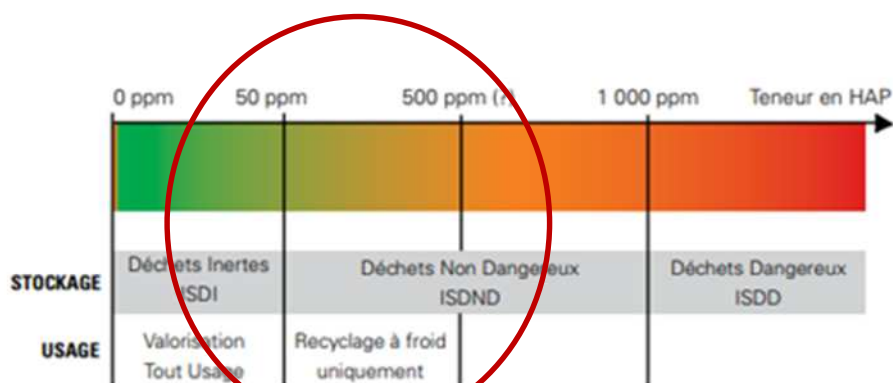 0 ppm 50 ppm 500 ppm (?) 1 000 ppm Teneur en HAP
Déchets Inertes
ISDI
Déchets Non Dangereux
ISDND
Déchets Dangereux
ISDD
STOCKAGE
USAGE
Valorisation
Tout Usage
Recyclage à froid
uniquement